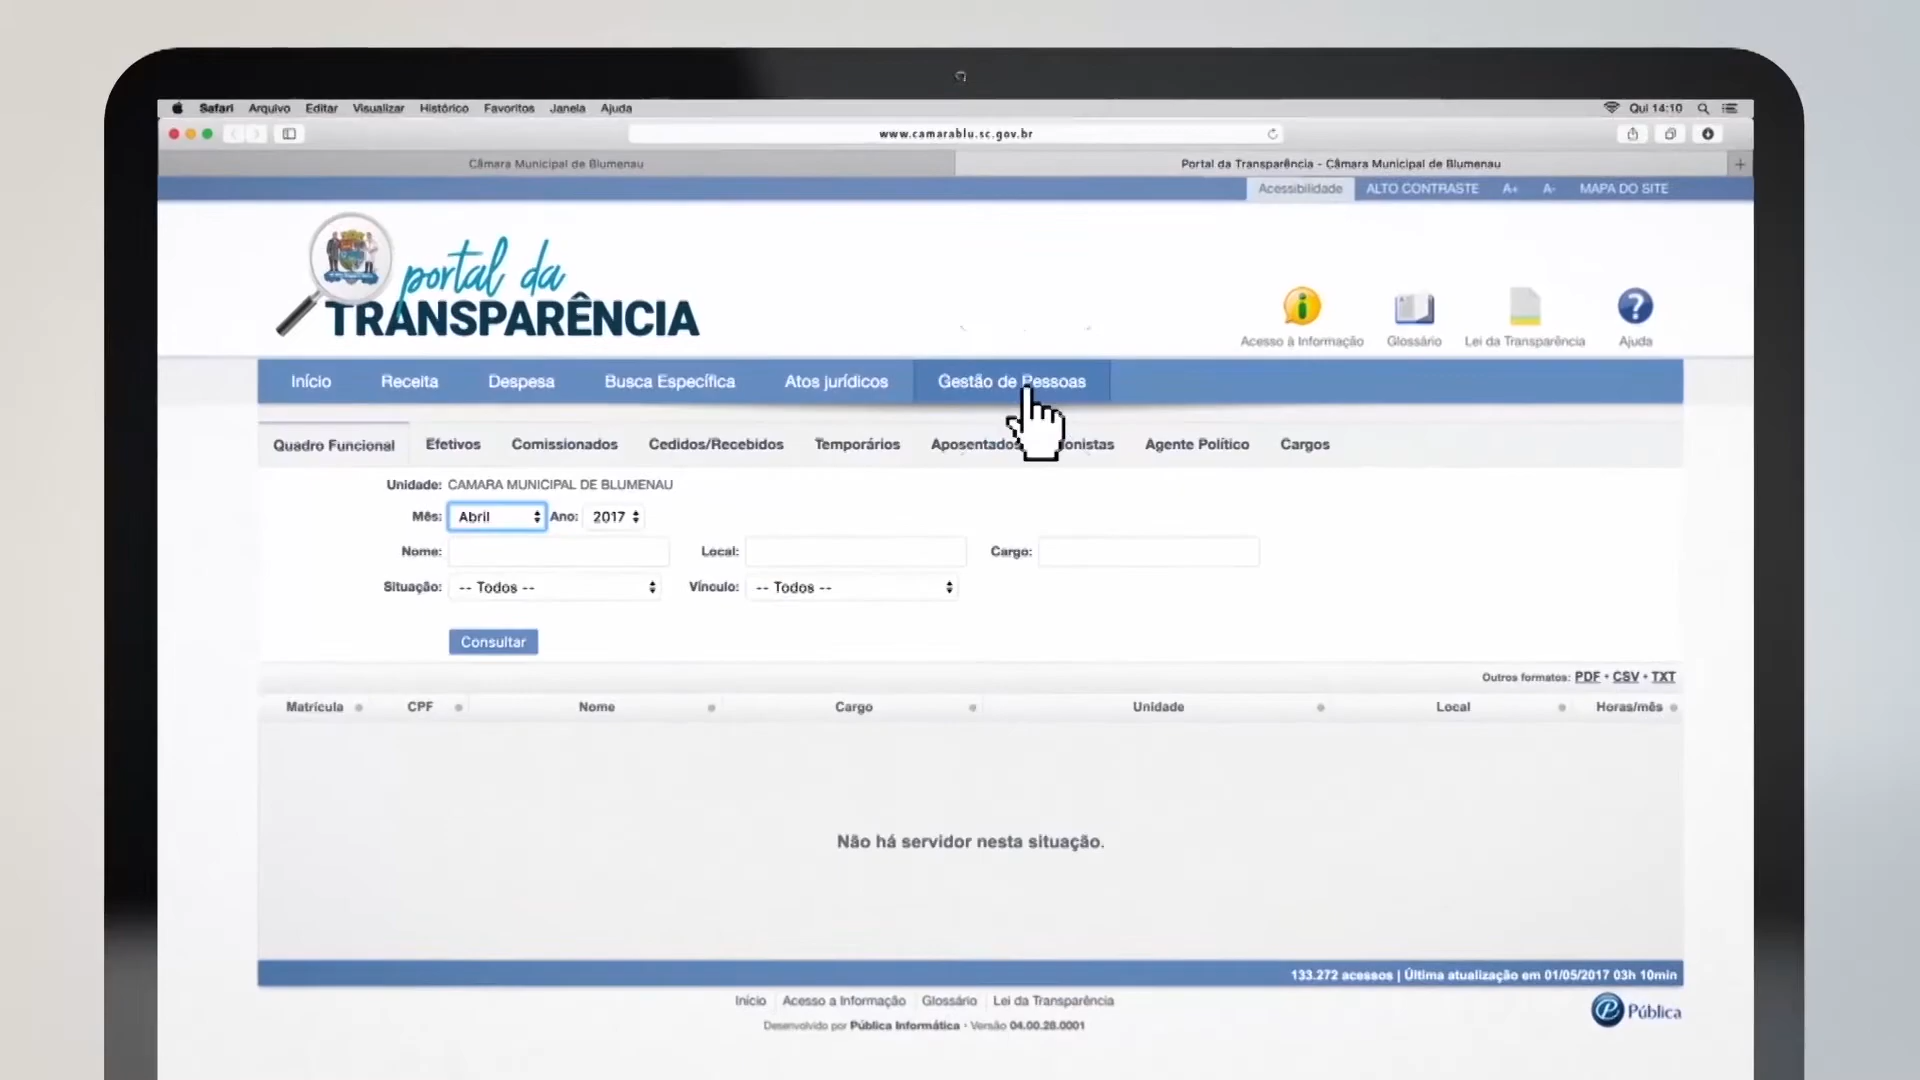 Safari Arquivo Editar Visualizar Histórico Favoritos Janela Ajuda Qui 14:10
www.camarablu.sc.gov.br
Câmara Municipal de Blumenau Portal da Transparência - Câmara Municipal de Blumenau
Acessibilidade ALTO CONTRASTE A+ A- MAPA DO SITE
portal da
TRANSPARÊNCIA
Acesso à Informação Glossário Lei da Transparência Ajuda
Início Receita Despesa Busca Específica Atos jurídicos Gestão de Pessoas
Quadro Funcional Efetivos Comissionados Cedidos/Recebidos Temporários Aposentados onistas Agente Político Cargos
Unidade: CAMARA MUNICIPAL DE BLUMENAU
Mês: Abril Ano: 2017
Nome: Local: Cargo:
Situação: -- Todos -- Vínculo: -- Todos --
Consultar
Outros formatos: PDF • CSV • TXT
Matrícula CPF Nome Cargo Unidade Local Horas/mês
Não há servidor nesta situação.
133.272 acessos | Última atualização em 01/05/2017 03h 10min
Início Acesso a Informação Glossário Lei da Transparência
Desenvolvido por Pública Informática • Versão 04.00.28.0001
Pública